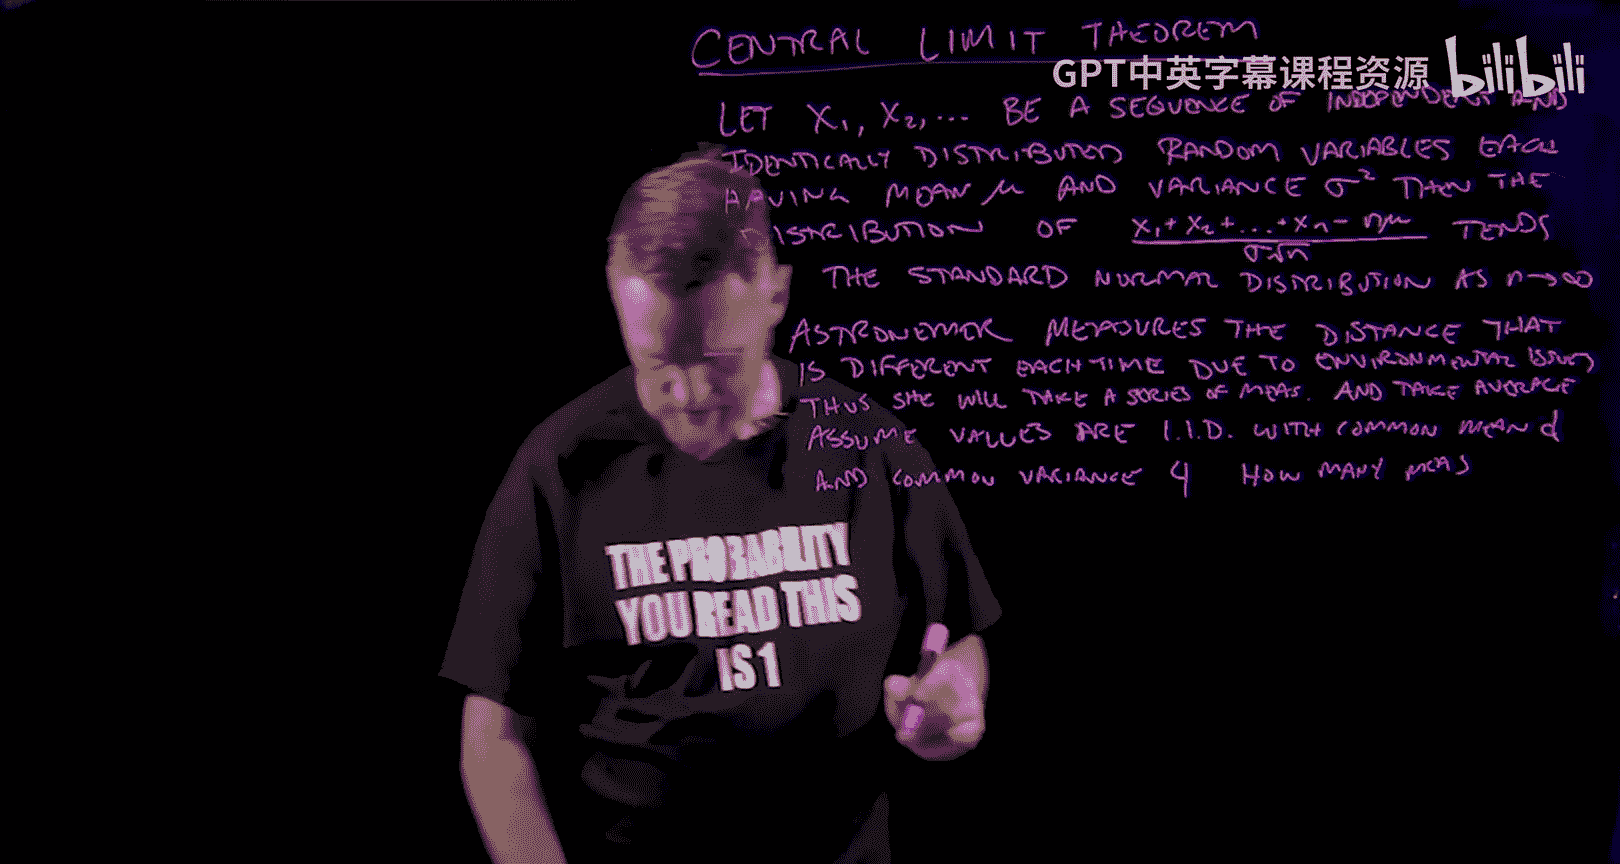 CENTRAL LIMIT THEOREM
GPT中英字幕课程资源 bilibili
LET X₁, X₂, ... BE A SEQUENCE OF INDEPENDENT AND
IDENTICALLY DISTRIBUTED RANDOM VARIABLES EACH
HAVING MEAN μ AND VARIANCE σ² THEN THE
DISTRIBUTION OF (X₁ + X₂ + ... + Xₙ - nμ) / (σ√n) TENDS
THE STANDARD NORMAL DISTRIBUTION AS n→∞
ASTRONOMER MEASURES THE DISTANCE THAT
IS DIFFERENT EACH TIME DUE TO ENVIRONMENTAL ISSUES
THUS SHE WILL TAKE A SERIES OF MEAS. AND TAKE AVERAGE
ASSUME VALUES ARE I.I.D. WITH COMMON MEAN d
AND COMMON VARIANCE 4 HOW MANY MEAS
THE PROBABILITY
YOU READ THIS
IS 1